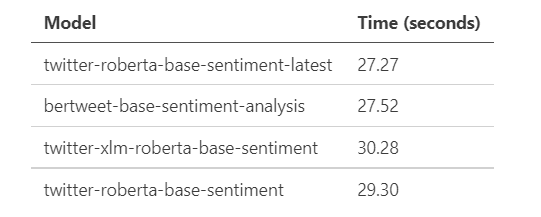 Model Time (seconds)
twitter-roberta-base-sentiment-latest 27.27
bertweet-base-sentiment-analysis 27.52
twitter-xlm-roberta-base-sentiment 30.28
twitter-roberta-base-sentiment 29.30